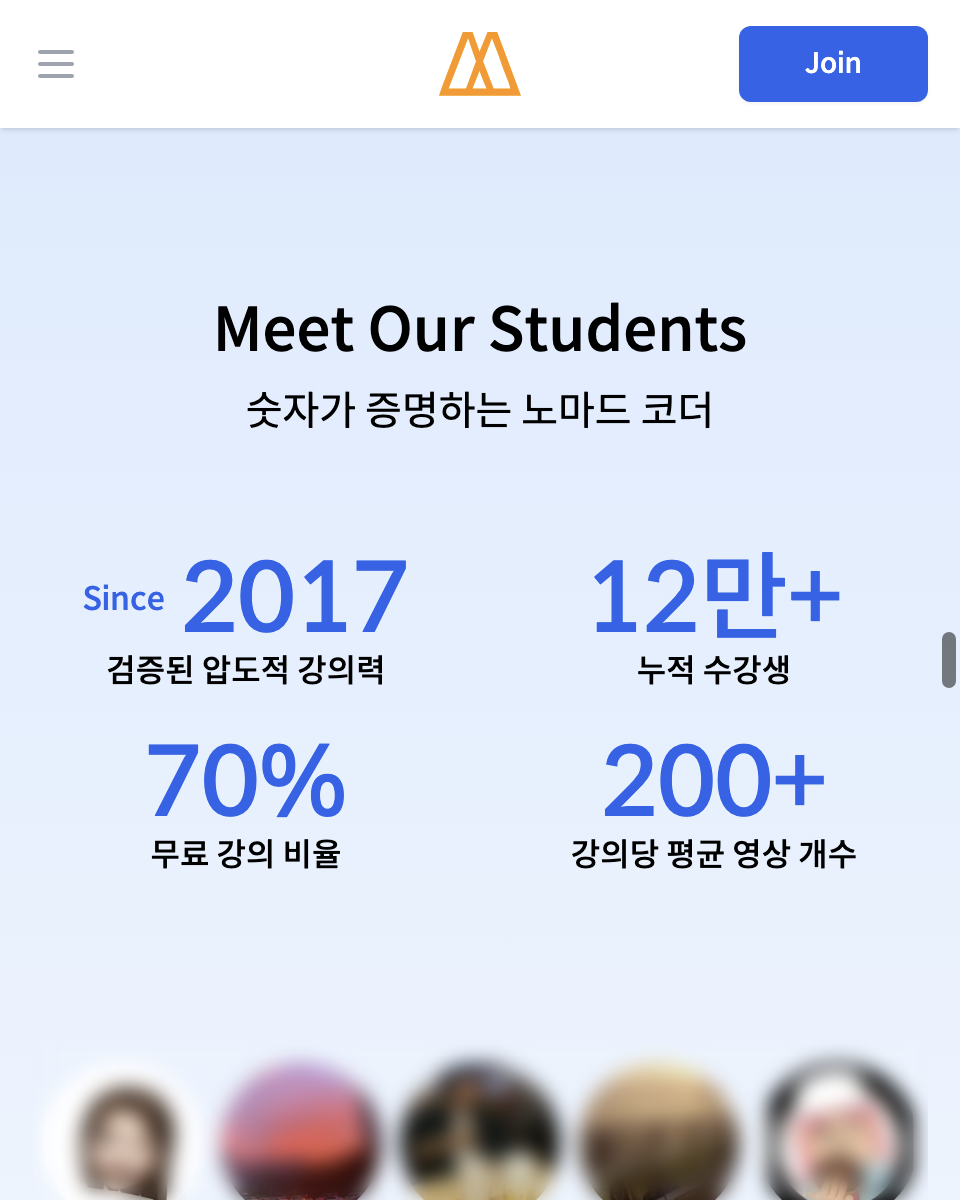 Join
Meet Our Students
숫자가 증명하는 노마드 코더
Since 2017
검증된 압도적 강의력
12만+
누적 수강생
70%
무료 강의 비율
200+
강의당 평균 영상 개수